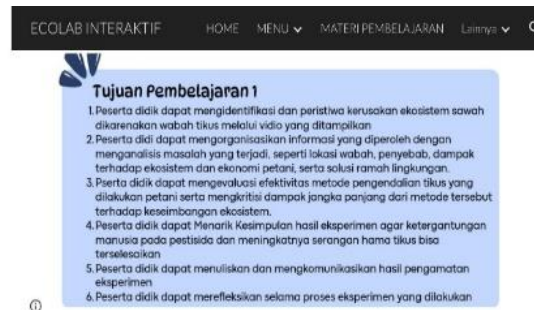 ECOLAB INTERAKTIF HOME MENU MATERI PEMBELAJARAN Lainnya
Tujuan Pembelajaran 1
1. Peserta didik dapat mengidentifikasi dan peristiwa kerusakan ekosistem sawah
dikarenakan wabah tikus melalui vidio yang ditampilkan
2. Peserta didi dapat mengorganisasikan informasi yang diperoleh dengan
menganalisis masalah yang terjadi, seperti lokasi wabah, penyebab, dampak
terhadap ekosistem dan ekonomi petani, serta solusi ramah lingkungan.
3. Pserta didik dapat mengevaluasi efektivitas metode pengendalian tikus yang
dilakukan petani serta mengkritisi dampak jangka panjang dari metode tersebut
terhadap keseimbangan ekosistem.
4. Peserta didik dapat Menarik Kesimpulan hasil eksperimen agar ketergantungan
manusia pada pestisida dan meningkatnya serangan hama tikus bisa
terselesaikan
5. Peserta didik dapat menuliskan dan mengkomunikasikan hasil pengamatan
eksperimen
6. Peserta didik dapat merefleksikan selama proses eksperimen yang dilakukan